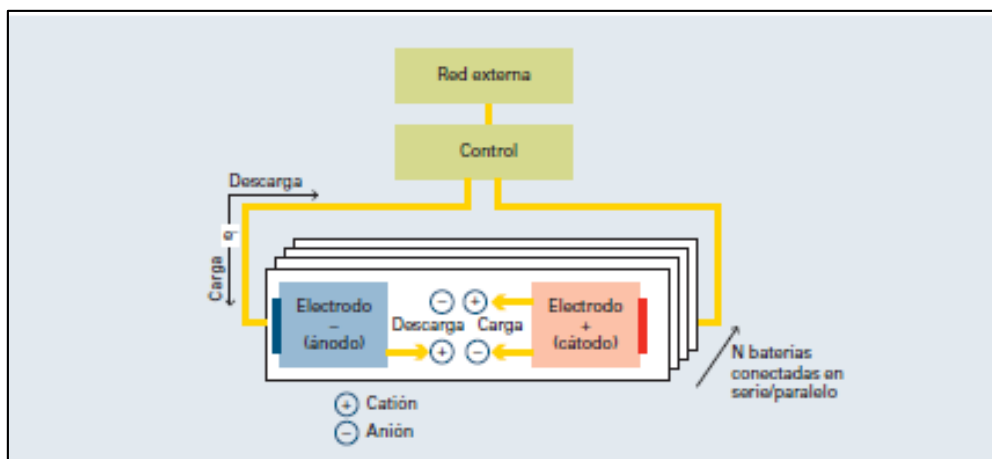 Red externa
Control
Descarga
e-
Carga
Electrodo
–
(ánodo)
– +
Descarga Carga
+ –
Electrodo
+
(cátodo)
N baterías
conectadas en
serie/paralelo
+ Catión
– Anión